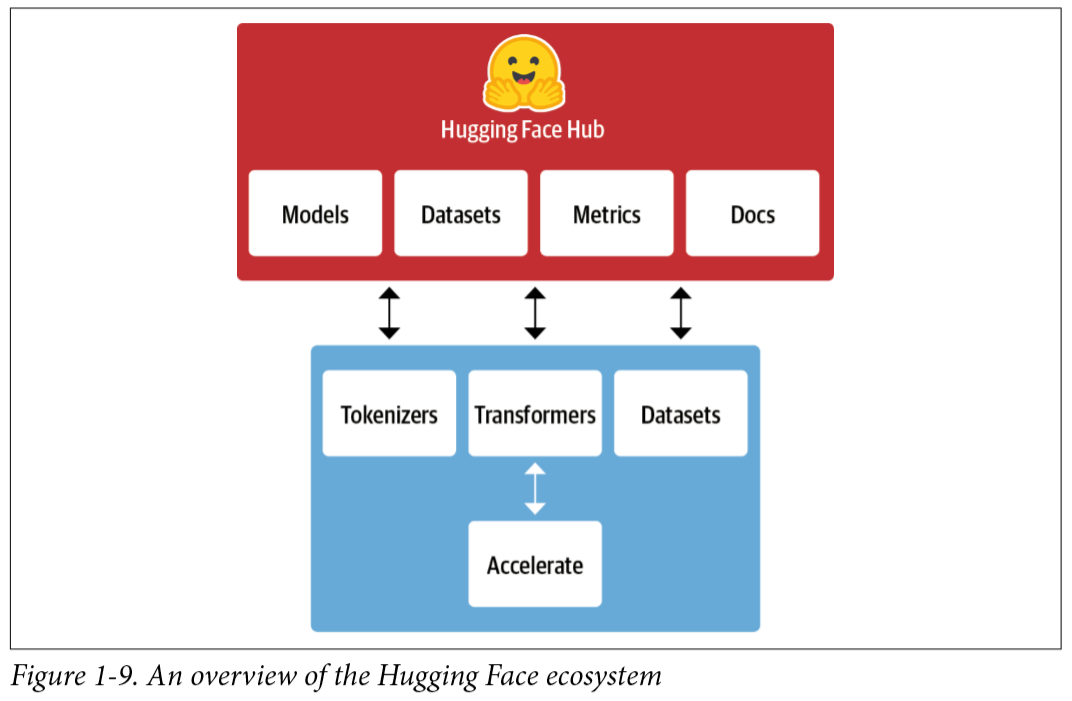 Hugging Face Hub
Models Datasets Metrics Docs
Tokenizers Transformers Datasets
Accelerate
Figure 1-9. An overview of the Hugging Face ecosystem